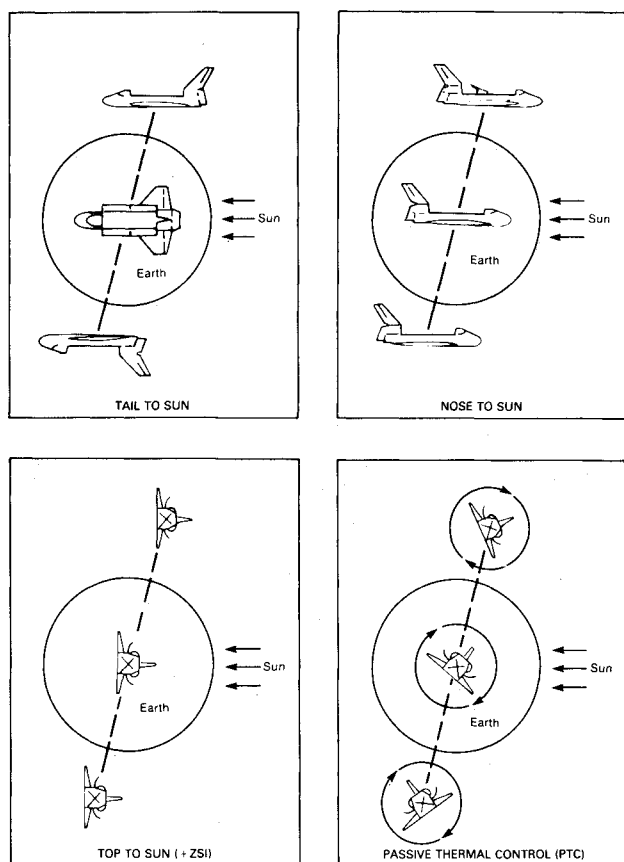 Sun
Earth
TAIL TO SUN
Sun
Earth
NOSE TO SUN
Sun
Earth
TOP TO SUN (+ZSI)
Sun
Earth
PASSIVE THERMAL CONTROL (PTC)